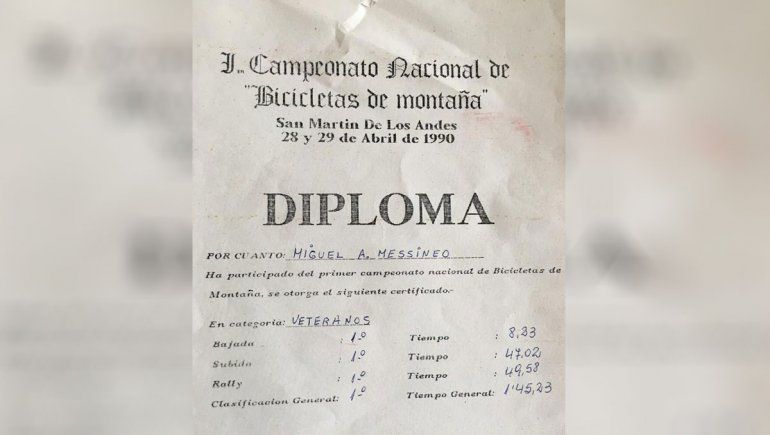 Iᵉʳ Campeonato Nacional de
"Bicicletas de montaña"
San Martin De Los Andes
28 y 29 de Abril de 1990
DIPLOMA
POR CUANTO: MIGUEL A. MESSINEO
Ha participado del primer campeonato nacional de Bicicletas de
Montaña, se otorga el siguiente certificado.-
En categoria: VETERANOS
Bajada : 1º Tiempo : 8,23
Subida : 1º Tiempo : 47,02
Rally : 1º Tiempo : 49,58
Clasificacion General: 1º Tiempo General: 1'45,23